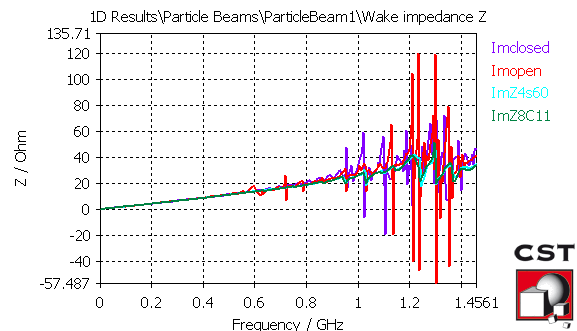 1D Results\Particle Beams\ParticleBeam1\Wake impedance Z
135.71
120
100
80
60
40
20
0
-20
-40
-57.487
Z / Ohm
0
0.2
0.4
0.6
0.8
1
1.2
1.4561
Frequency / GHz
Imclosed
Imopen
ImZ4s60
ImZ8C11
CST